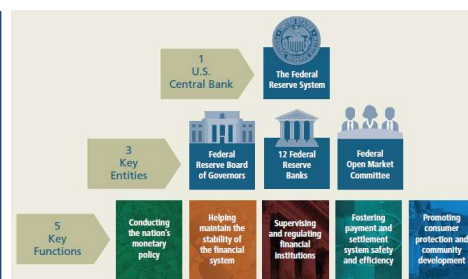 1
U.S.
Central Bank
The Federal
Reserve System
3
Key
Entities
Federal
Reserve Board
of Governors
12 Federal
Reserve
Banks
Federal
Open Market
Committee
5
Key
Functions
Conducting
the nation's
monetary
policy
Helping
maintain the
stability of
the financial
system
Supervising
and regulating
financial
institutions
Fostering
payment and
settlement
system safety
and efficiency
Promoting
consumer
protection and
community
development